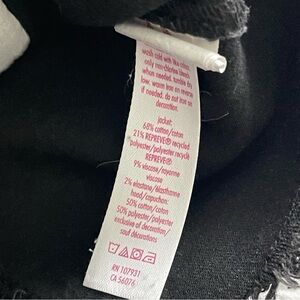 wash cold with like colors.
only non-chlorine bleach
when needed. tumble dry
low. warm iron on reverse
if needed. do not iron on
decoration.
jacket:
68% cotton/coton
21% REPREVE® recycled
polyester/polyester recyclé
REPREVE®
9% viscose/rayonne
viscose
2% elastane/élasthanne
hood/capuchon:
50% cotton/coton
50% polyester/polyester
exclusive of decoration/
sauf décorations
RN 107931
CA 56076